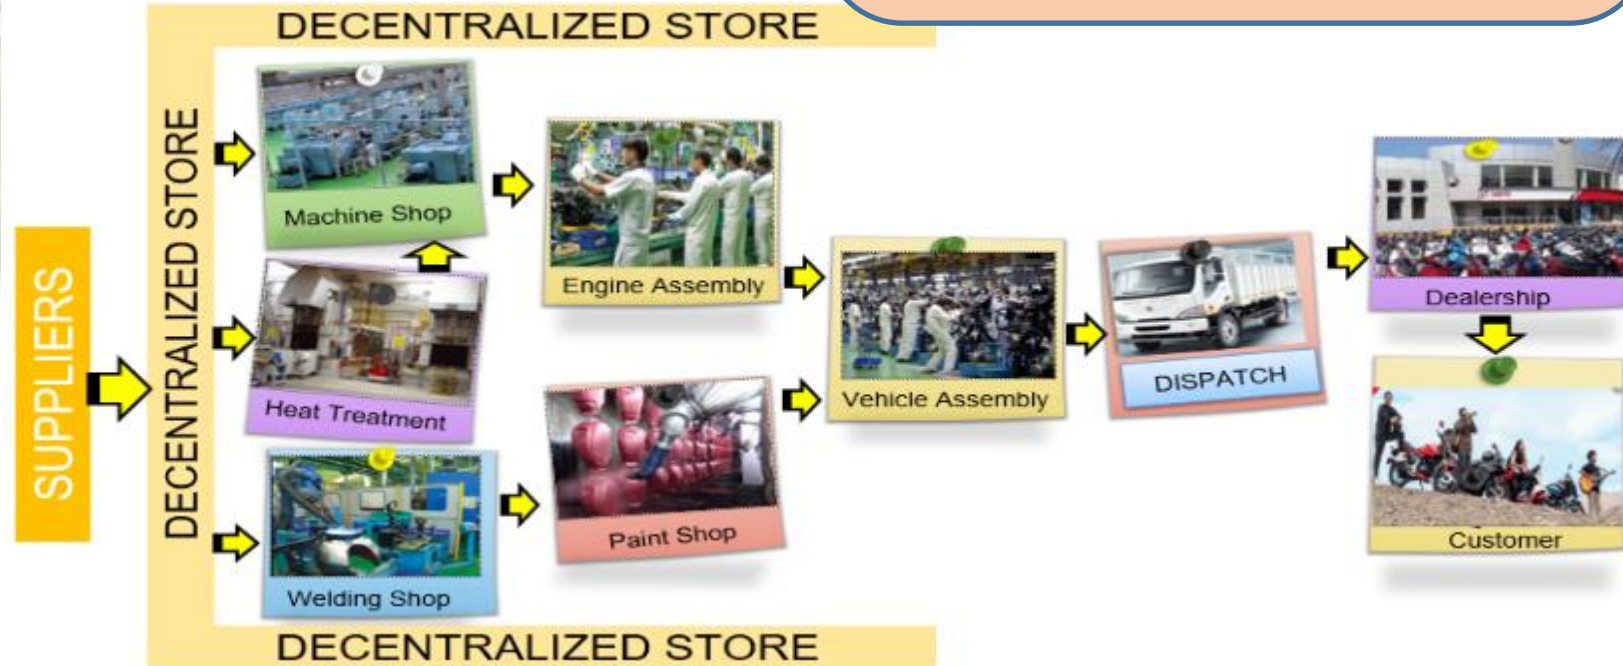 DECENTRALIZED STORE
SUPPLIERS
DECENTRALIZED STORE
Machine Shop
Heat Treatment
Welding Shop
Engine Assembly
Paint Shop
Vehicle Assembly
DISPATCH
Dealership
Customer
DECENTRALIZED STORE